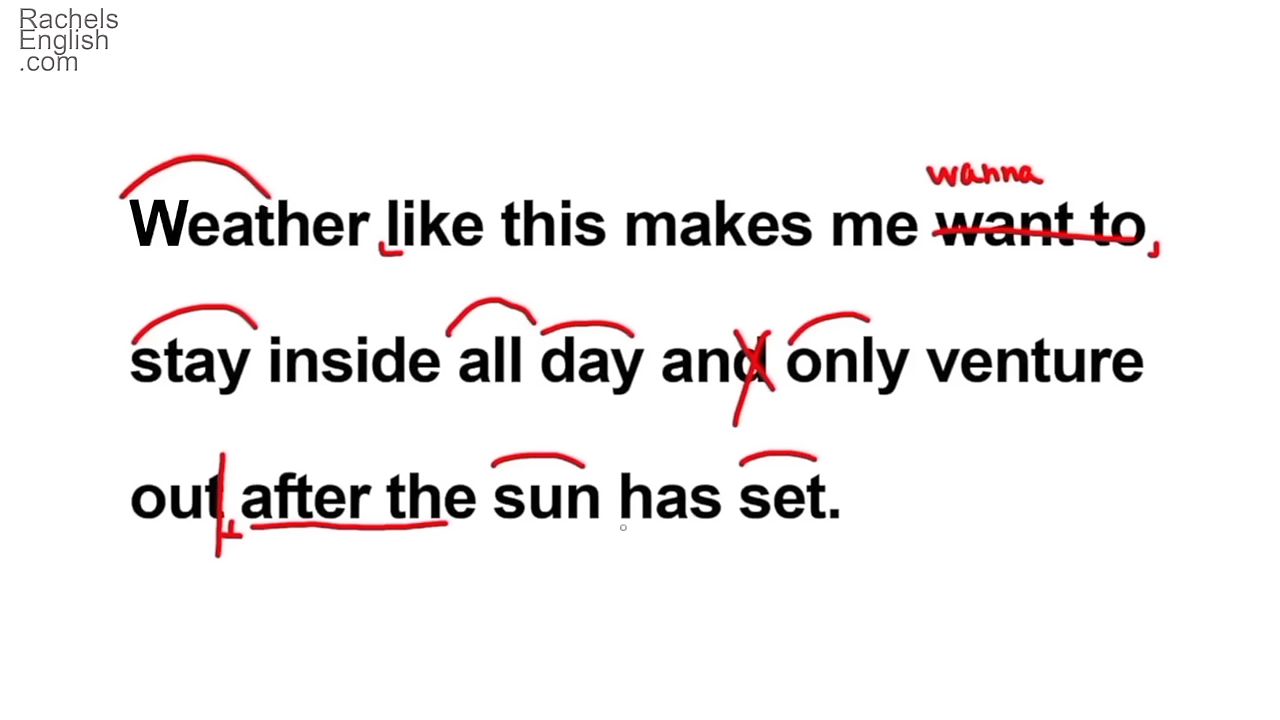 Rachels
English
.com
wanna
Weather like this makes me want to
stay inside all day and only venture
out after the sun has set.